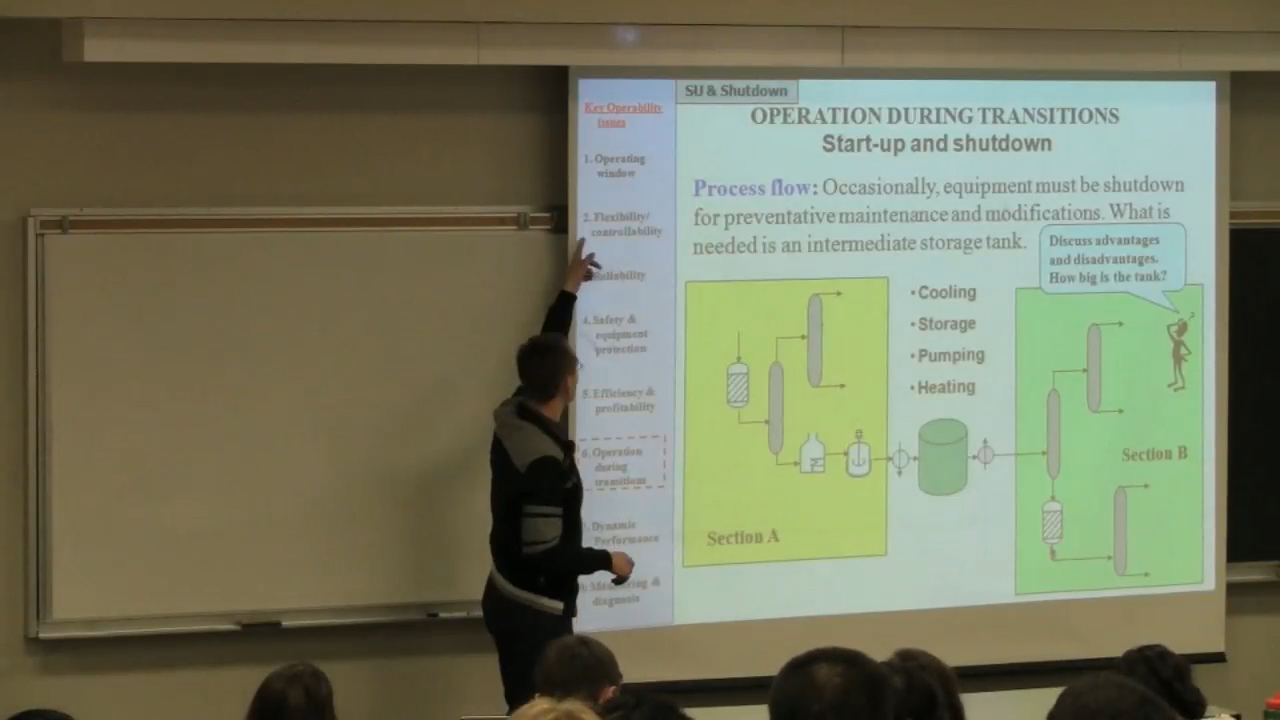 SU & Shutdown
Key Operability
issues
1. Operating
window
2. Flexibility/
controllability
Reliability
4. Safety &
equipment
protection
5. Efficiency &
profitability
6. Operation
during
transitions
Dynamic
Performance
&
diagnosis
OPERATION DURING TRANSITIONS
Start-up and shutdown
Process flow: Occasionally, equipment must be shutdown
for preventative maintenance and modifications. What is
needed is an intermediate storage tank.
Discuss advantages
and disadvantages.
How big is the tank?
•Cooling
•Storage
•Pumping
•Heating
Section A
Section B